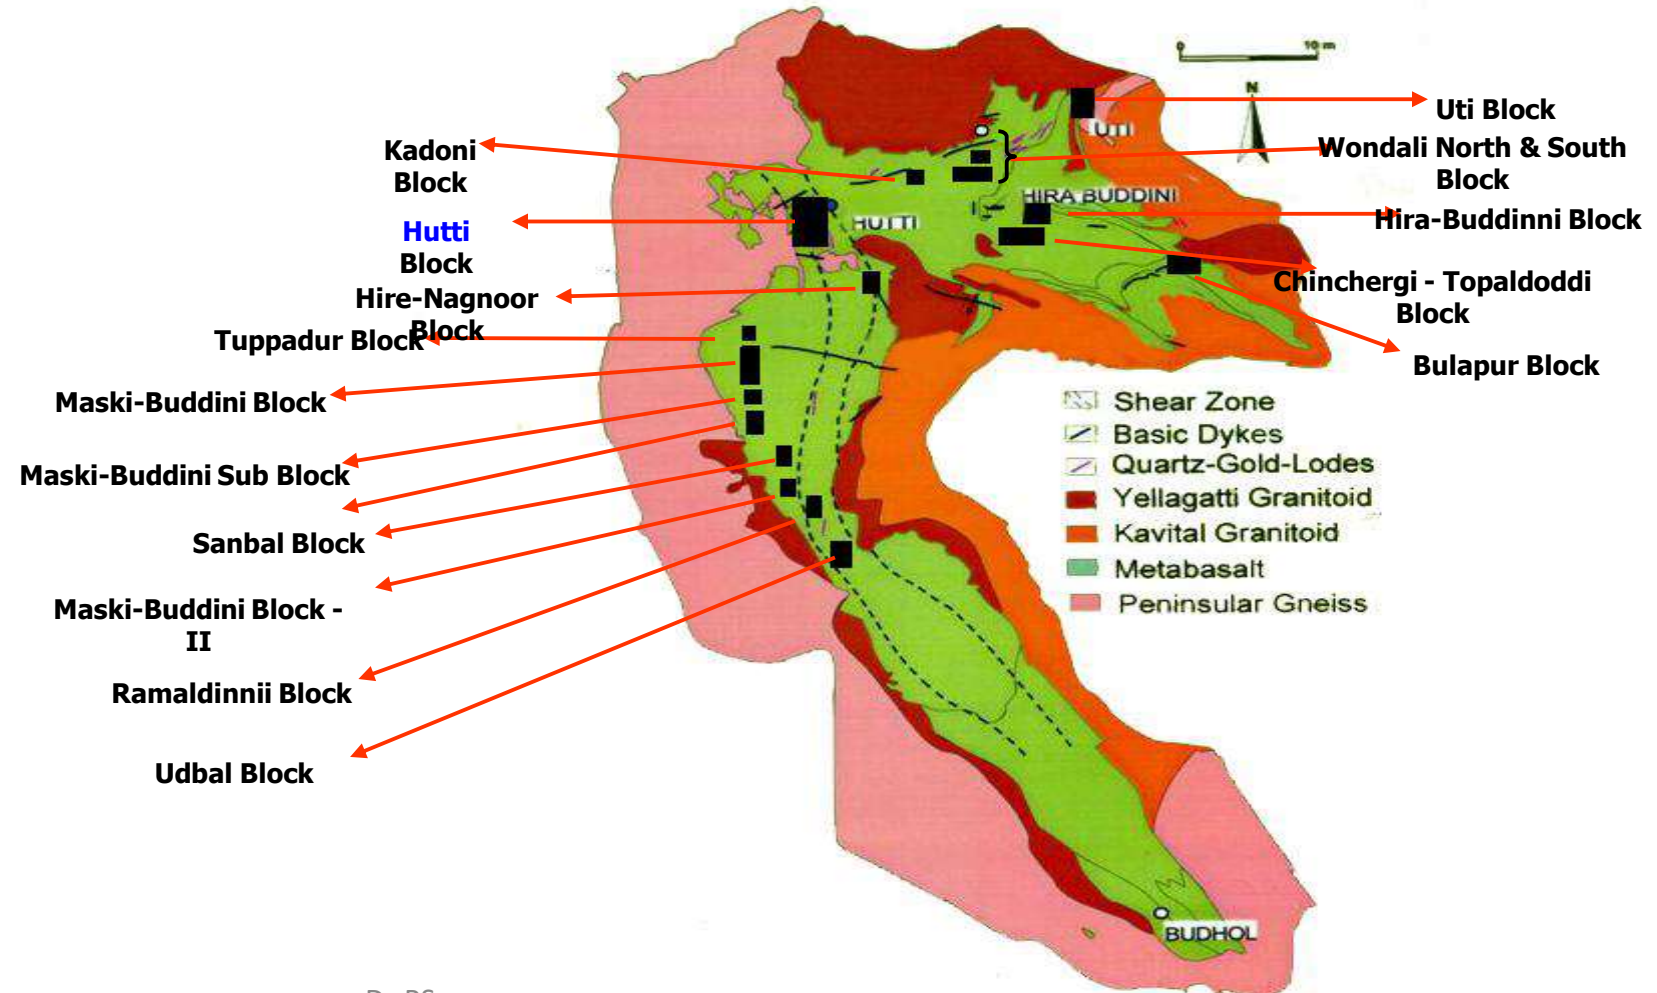 0 10 m
N
Uti Block
UTI
Kadoni
Block
Wondali North & South
Block
HIRA BUDDINI
Hira-Buddinni Block
Hutti
Block
HUTTI
Chinchergi - Topaldoddi
Block
Hire-Nagnoor
Block
Tuppadur Block
Bulapur Block
Maski-Buddini Block
Maski-Buddini Sub Block
Sanbal Block
Maski-Buddini Block -
II
Ramaldinnii Block
Udbal Block
Shear Zone
Basic Dykes
Quartz-Gold-Lodes
Yellagatti Granitoid
Kavital Granitoid
Metabasalt
Peninsular Gneiss
BUDHOL